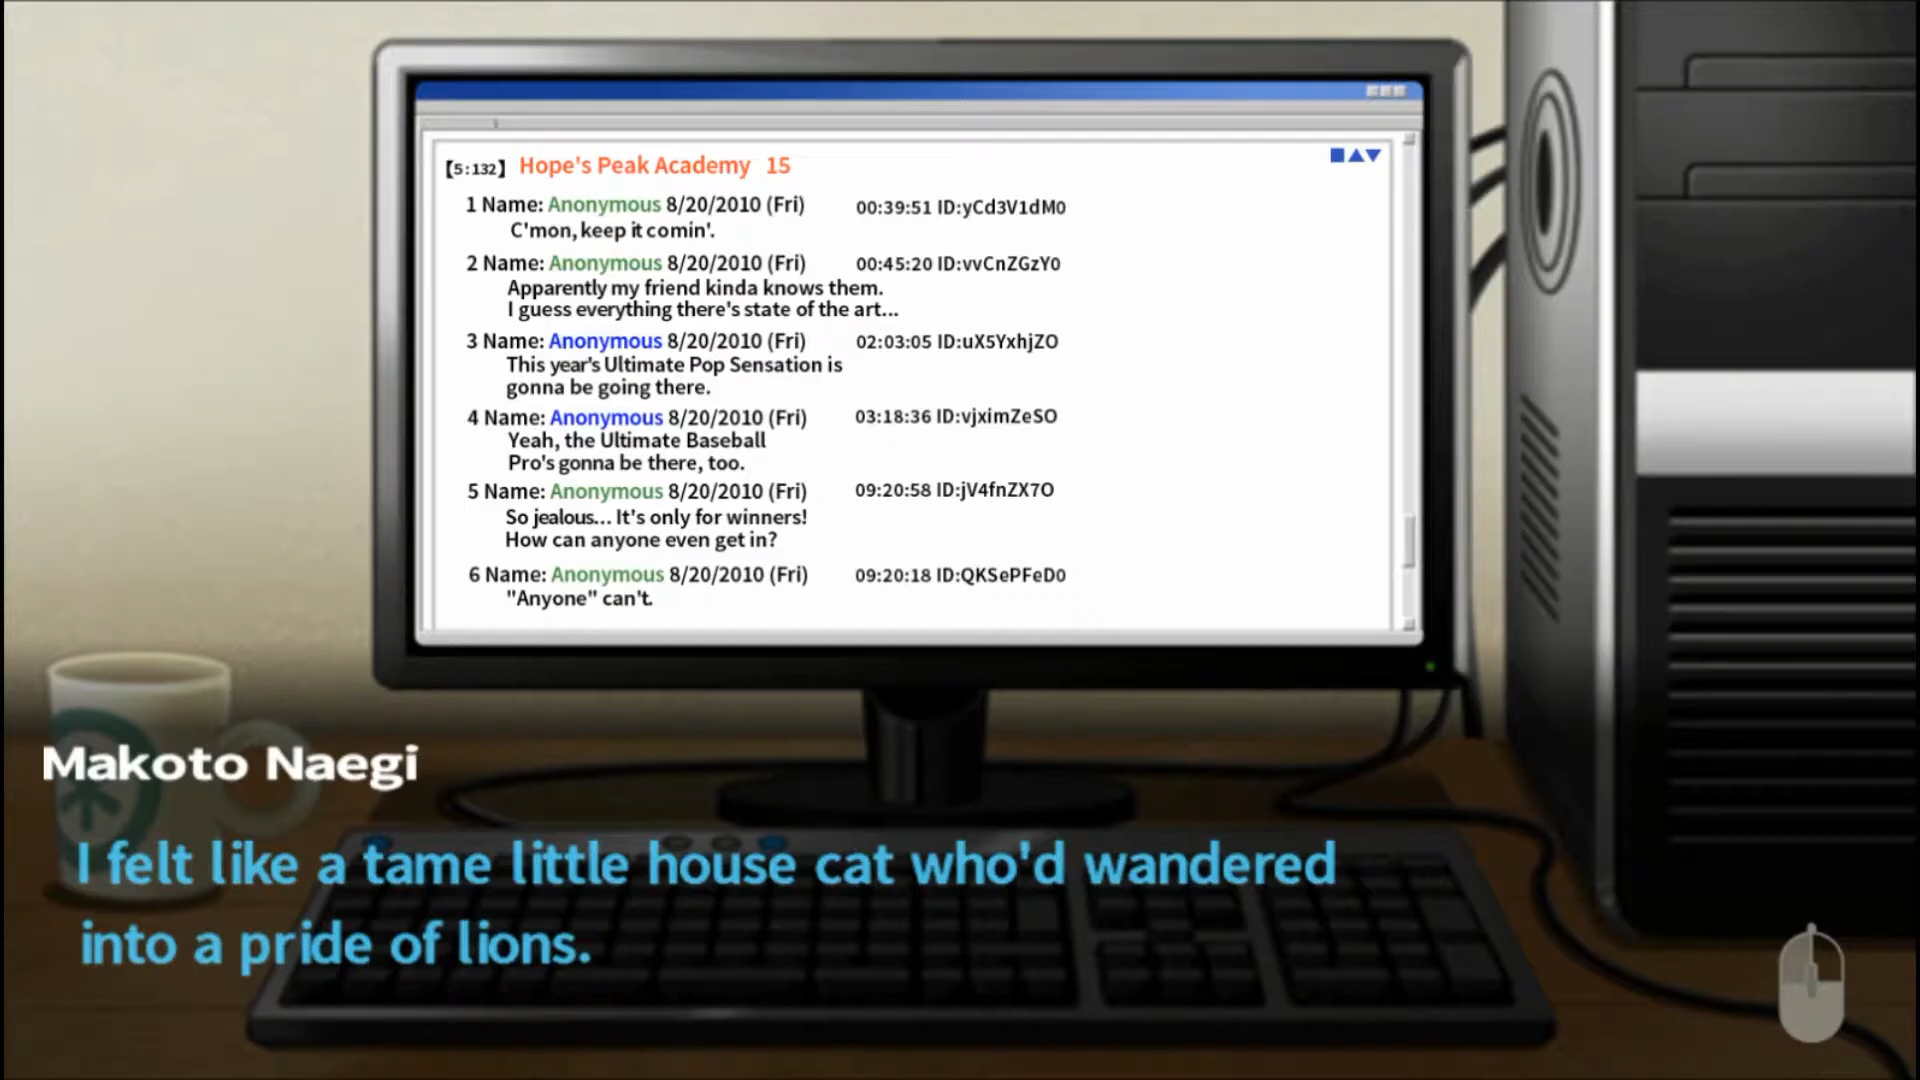 【5:132】 Hope's Peak Academy 15
1 Name: Anonymous 8/20/2010 (Fri) 00:39:51 ID:yCd3V1dM0
C'mon, keep it comin'.
2 Name: Anonymous 8/20/2010 (Fri) 00:45:20 ID:vvCnZGzY0
Apparently my friend kinda knows them.
I guess everything there's state of the art...
3 Name: Anonymous 8/20/2010 (Fri) 02:03:05 ID:uX5YxhjZO
This year's Ultimate Pop Sensation is
gonna be going there.
4 Name: Anonymous 8/20/2010 (Fri) 03:18:36 ID:vjximZeSO
Yeah, the Ultimate Baseball
Pro's gonna be there, too.
5 Name: Anonymous 8/20/2010 (Fri) 09:20:58 ID:jV4fnZX7O
So jealous... It's only for winners!
How can anyone even get in?
6 Name: Anonymous 8/20/2010 (Fri) 09:20:18 ID:QKSePFeD0
"Anyone" can't.
Makoto Naegi
I felt like a tame little house cat who'd wandered
into a pride of lions.